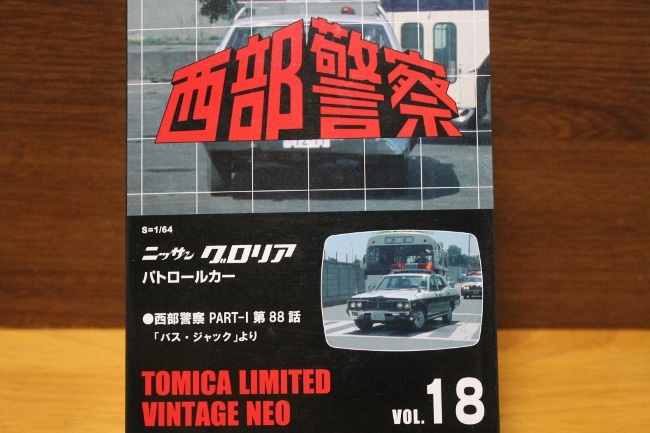 西部警察
S=1/64
ニッサン グロリア
パトロールカー
●西部警察 PART-I 第88話
「バス・ジャック」より
TOMICA LIMITED
VINTAGE NEO
VOL. 18